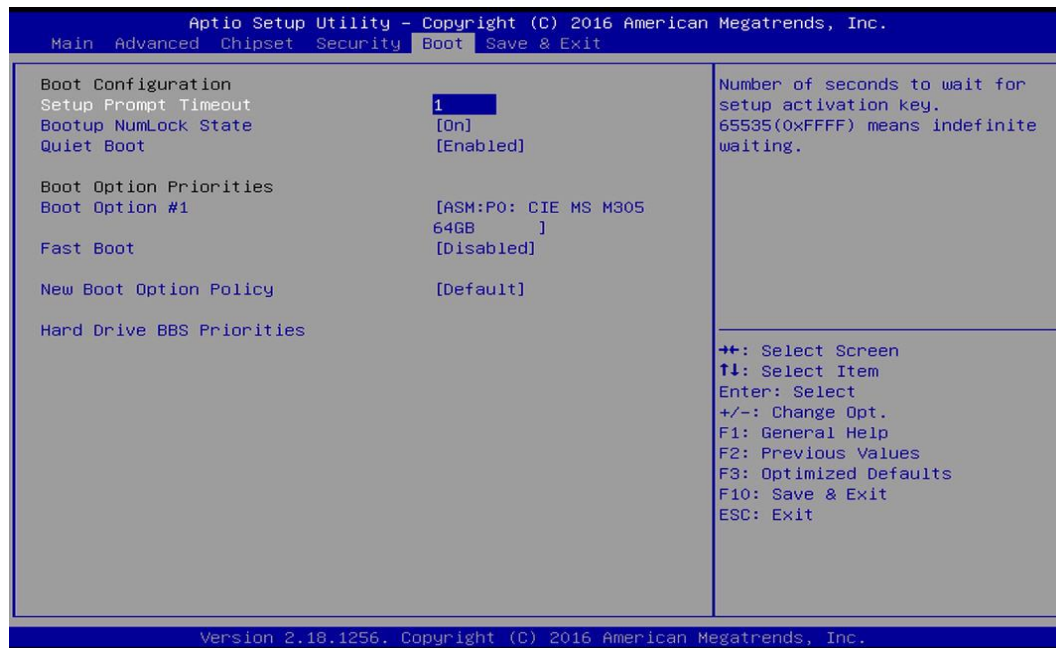 Aptio Setup Utility – Copyright (C) 2016 American Megatrends, Inc.
Main Advanced Chipset Security Boot Save & Exit
Boot Configuration
Setup Prompt Timeout 1
Bootup NumLock State [On]
Quiet Boot [Enabled]
Boot Option Priorities
Boot Option #1 [ASM:P0: CIE MS M305
64GB ]
Fast Boot [Disabled]
New Boot Option Policy [Default]
Hard Drive BBS Priorities
Number of seconds to wait for
setup activation key.
65535(0xFFFF) means indefinite
waiting.
→←: Select Screen
↑↓: Select Item
Enter: Select
+/-: Change Opt.
F1: General Help
F2: Previous Values
F3: Optimized Defaults
F10: Save & Exit
ESC: Exit
Version 2.18.1256. Copyright (C) 2016 American Megatrends, Inc.